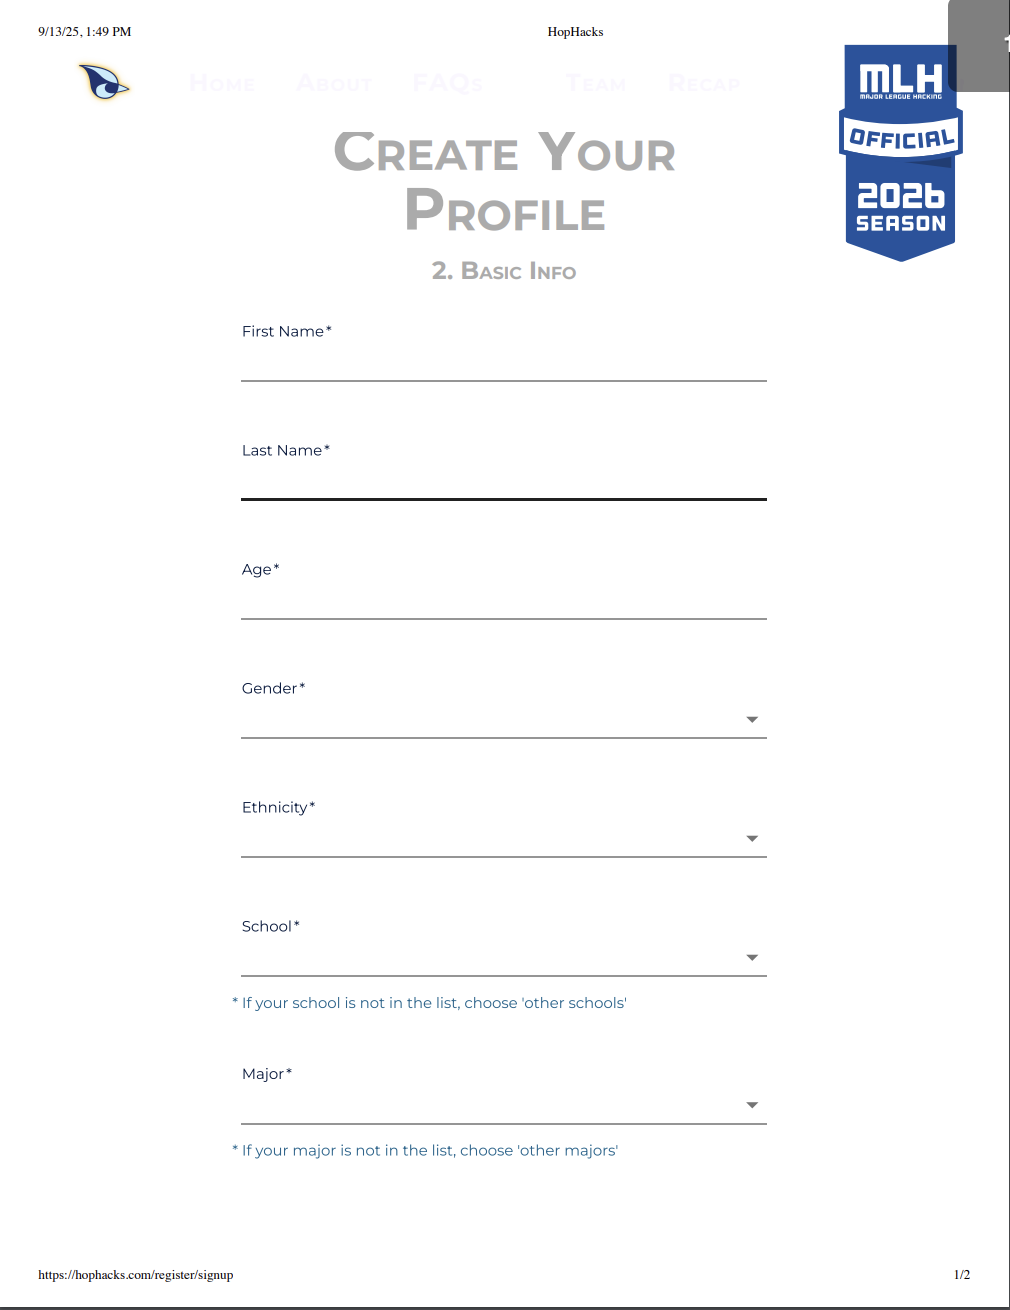 9/13/25, 1:49 PM
HopHacks
HOME ABOUT FAQS TEAM RECAP
MLH
MAJOR LEAGUE HACKING
OFFICIAL
2026
SEASON
CREATE YOUR
PROFILE
2. BASIC INFO
First Name*
Last Name*
Age*
Gender*
Ethnicity*
School*
* If your school is not in the list, choose 'other schools'
Major*
* If your major is not in the list, choose 'other majors'
https://hophacks.com/register/signup
1/2